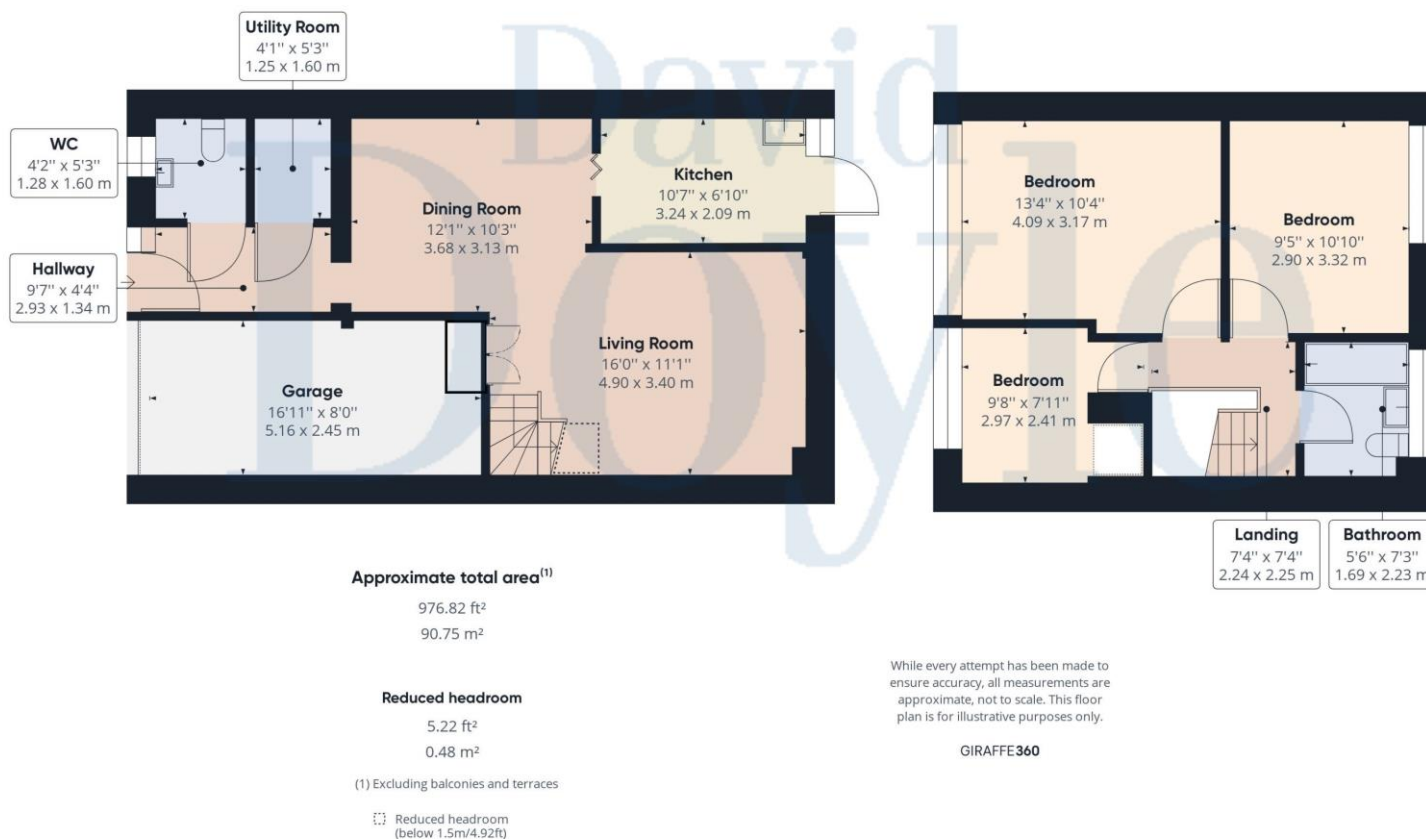 David
Doyle
Utility Room
4'1'' x 5'3''
1.25 x 1.60 m
WC
4'2'' x 5'3''
1.28 x 1.60 m
Hallway
9'7'' x 4'4''
2.93 x 1.34 m
Dining Room
12'1'' x 10'3''
3.68 x 3.13 m
Kitchen
10'7'' x 6'10''
3.24 x 2.09 m
Living Room
16'0'' x 11'1''
4.90 x 3.40 m
Garage
16'11'' x 8'0''
5.16 x 2.45 m
Bedroom
13'4'' x 10'4''
4.09 x 3.17 m
Bedroom
9'5'' x 10'10''
2.90 x 3.32 m
Bedroom
9'8'' x 7'11''
2.97 x 2.41 m
Landing
7'4'' x 7'4''
2.24 x 2.25 m
Bathroom
5'6'' x 7'3''
1.69 x 2.23 m
Approximate total area(1)
976.82 ft²
90.75 m²
Reduced headroom
5.22 ft²
0.48 m²
(1) Excluding balconies and terraces
Reduced headroom
(below 1.5m/4.92ft)
While every attempt has been made to
ensure accuracy, all measurements are
approximate, not to scale. This floor
plan is for illustrative purposes only.
GIRAFFE360